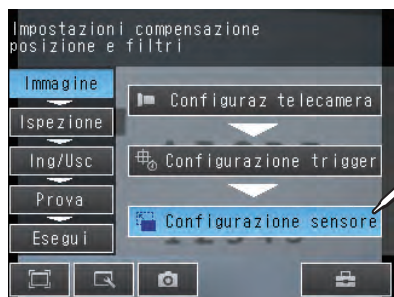 Impostazioni compensazione
posizione e filtri
Immagine
Configuraz telecamera
Ispezione
Ing/Usc
Configurazione trigger
Prova
Configurazione sensore
Esegui